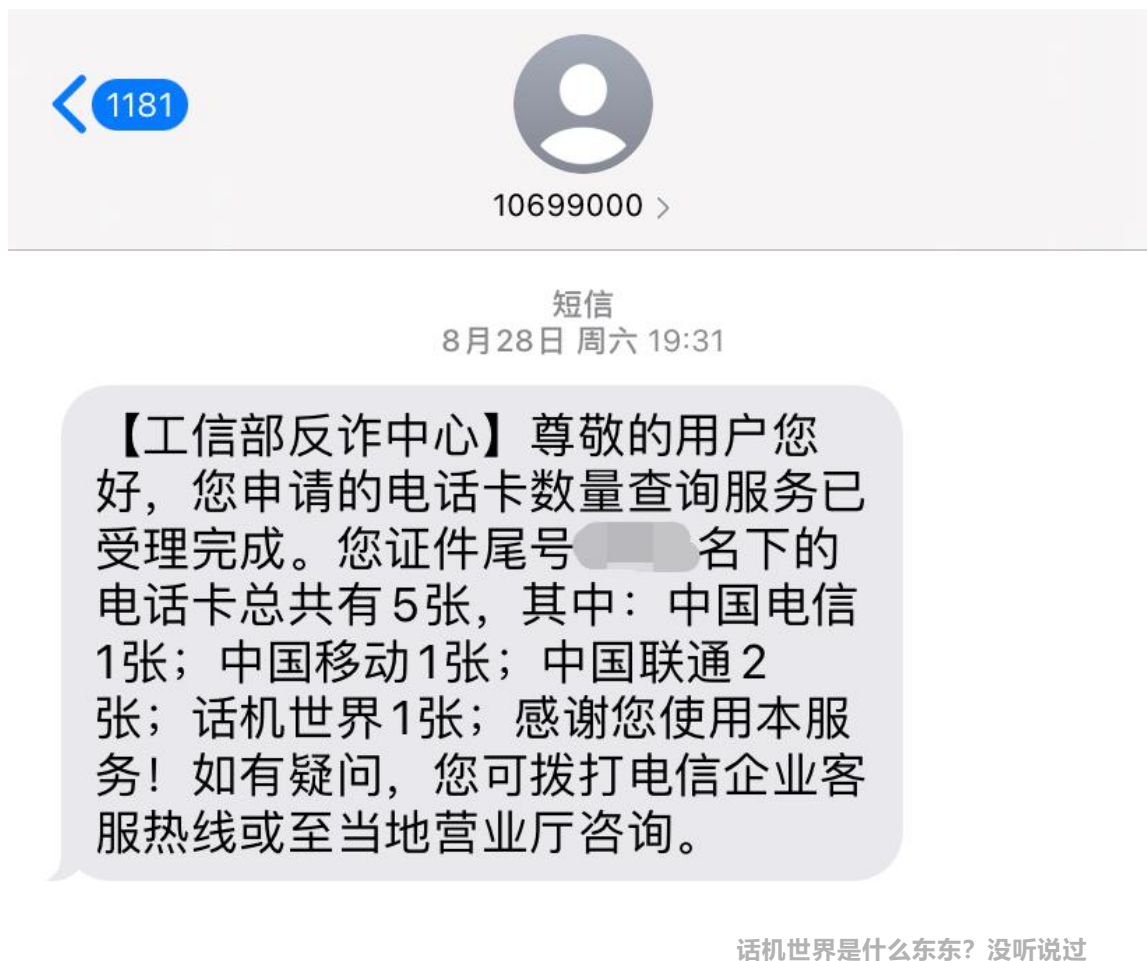 1181
10699000
短信
8月28日 周六 19:31
【工信部反诈中心】尊敬的用户您
好，您申请的电话卡数量查询服务已
受理完成。您证件尾号 名下的
电话卡总共有5张，其中：中国电信
1张；中国移动1张；中国联通2
张；话机世界1张；感谢您使用本服
务！如有疑问，您可拨打电信企业客
服热线或至当地营业厅咨询。
话机世界是什么东东？没听说过